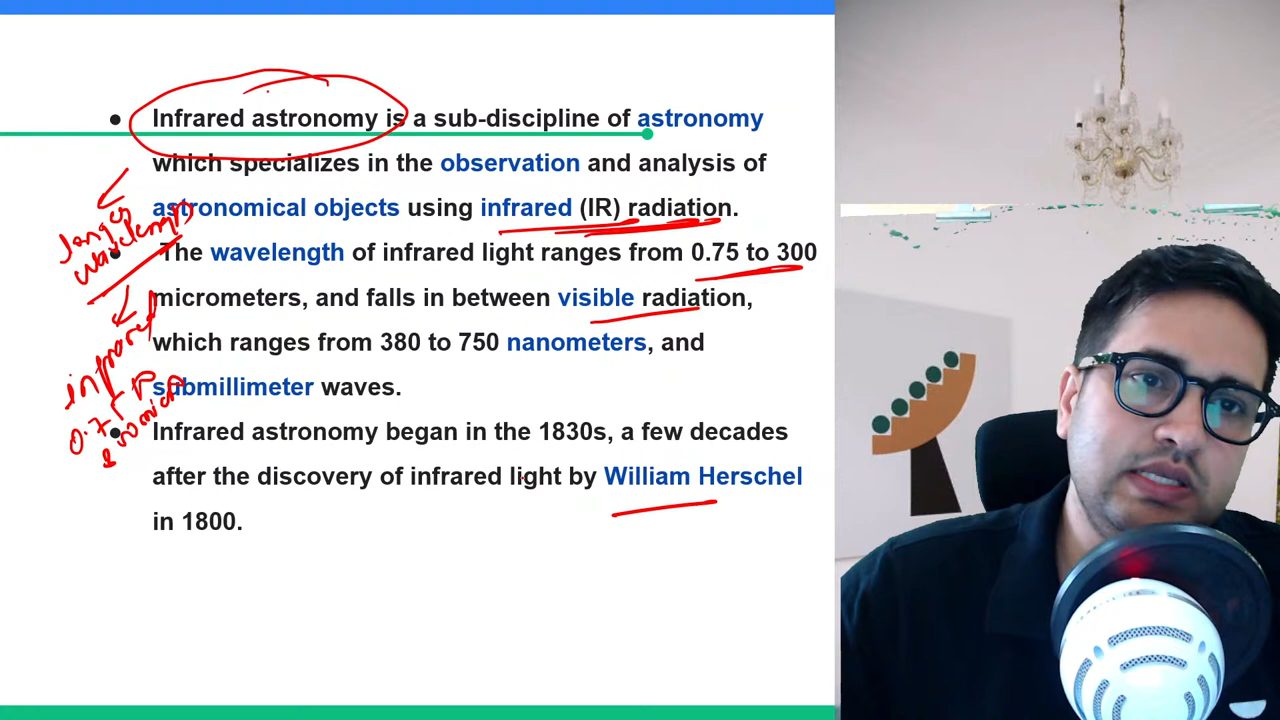 ● Infrared astronomy is a sub-discipline of astronomy
which specializes in the observation and analysis of
astronomical objects using infrared (IR) radiation.
● The wavelength of infrared light ranges from 0.75 to 300
micrometers, and falls in between visible radiation,
which ranges from 380 to 750 nanometers, and
submillimeter waves.
● Infrared astronomy began in the 1830s, a few decades
after the discovery of infrared light by William Herschel
in 1800.
wavelength
infrared
0.75